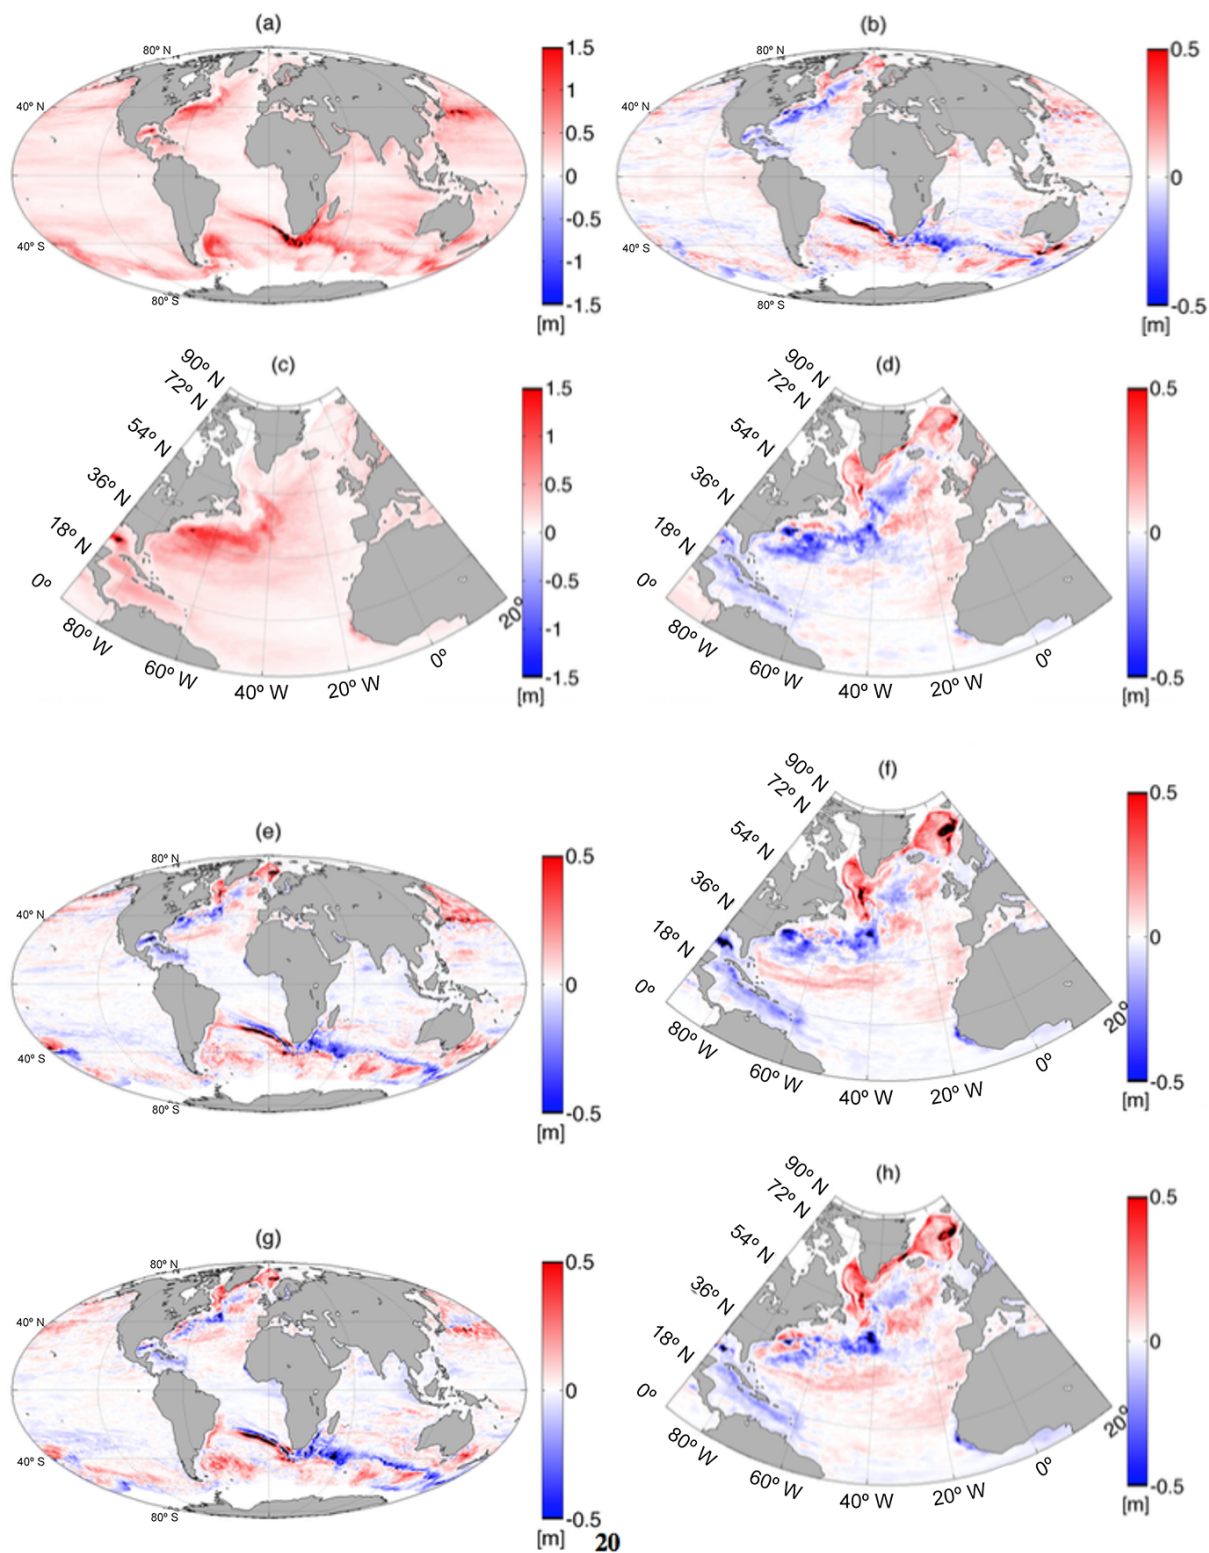 (a)
80° N
40° N
40° S
80° S
1.5
1
0.5
0
-0.5
-1
-1.5
[m]
(b)
80° N
40° N
40° S
80° S
0.5
0
-0.5
[m]
(c)
90° N
72° N
54° N
36° N
18° N
0°
80° W
60° W
40° W
20° W
0°
20°
1.5
1
0.5
0
-0.5
-1
-1.5
[m]
(d)
90° N
72° N
54° N
36° N
18° N
0°
80° W
60° W
40° W
20° W
0°
0.5
0
-0.5
[m]
(e)
80° N
40° N
40° S
80° S
0.5
0
-0.5
[m]
(f)
90° N
72° N
54° N
36° N
18° N
0°
80° W
60° W
40° W
20° W
0°
20°
0.5
0
-0.5
[m]
(g)
80° N
40° N
40° S
80° S
0.5
0
-0.5
[m]
(h)
90° N
72° N
54° N
36° N
18° N
0°
80° W
60° W
40° W
20° W
0°
20°
0.5
0
-0.5
[m]
20